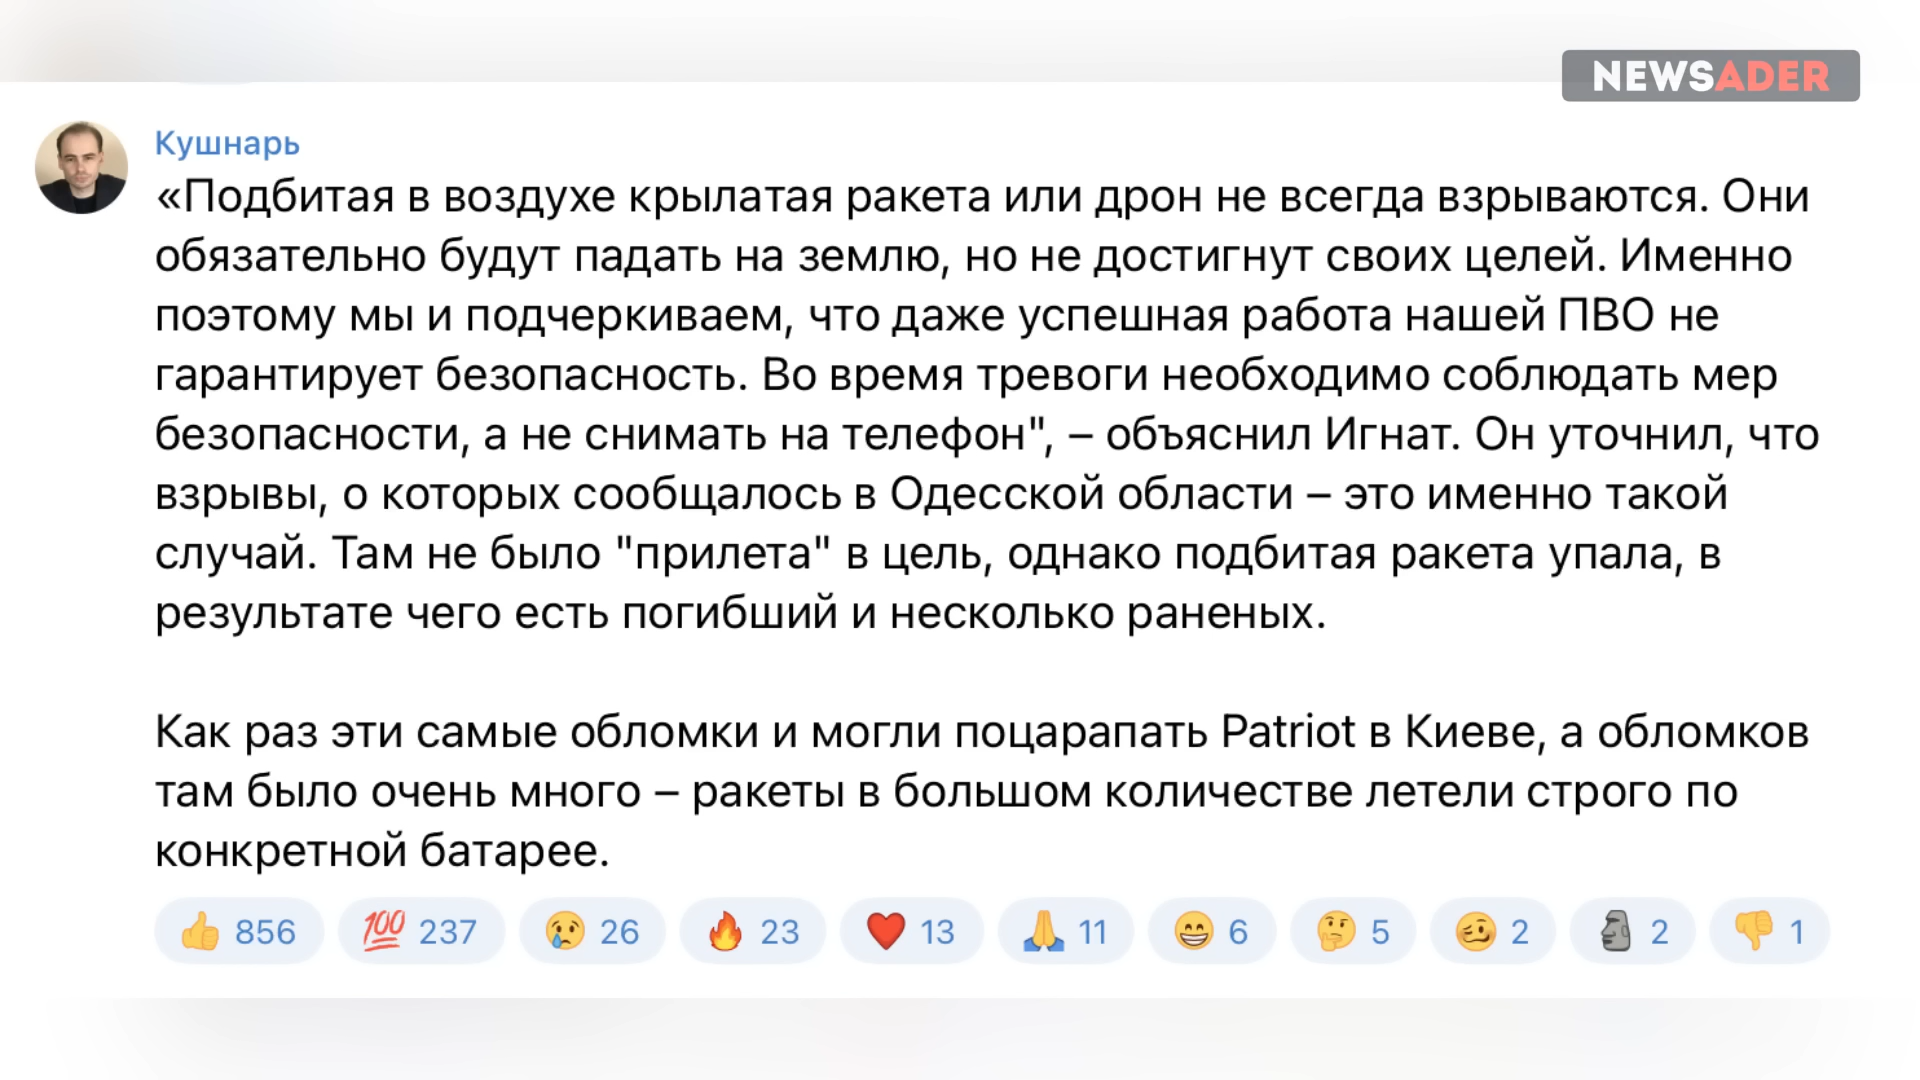 NEWSADER
Кушнарь
«Подбитая в воздухе крылатая ракета или дрон не всегда взрываются. Они
обязательно будут падать на землю, но не достигнут своих целей. Именно
поэтому мы и подчеркиваем, что даже успешная работа нашей ПВО не
гарантирует безопасность. Во время тревоги необходимо соблюдать мер
безопасности, а не снимать на телефон", – объяснил Игнат. Он уточнил, что
взрывы, о которых сообщалось в Одесской области – это именно такой
случай. Там не было "прилета" в цель, однако подбитая ракета упала, в
результате чего есть погибший и несколько раненых.
Как раз эти самые обломки и могли поцарапать Patriot в Киеве, а обломков
там было очень много – ракеты в большом количестве летели строго по
конкретной батарее.
👍 856 💯 237 😢 26 🔥 23 ❤️ 13 🙏 11 😁 6 🤔 5 🥴 2 🗿 2 👎 1